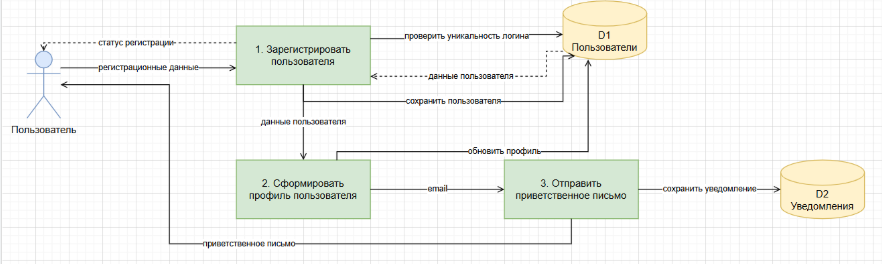 статус регистрации
1. Зарегистрировать
пользователя
проверить уникальность логина
D1
Пользователи
регистрационные данные
данные пользователя
сохранить пользователя
Пользователь
данные пользователя
обновить профиль
2. Сформировать
профиль пользователя
email
3. Отправить
приветственное письмо
сохранить уведомление
D2
Уведомления
приветственное письмо